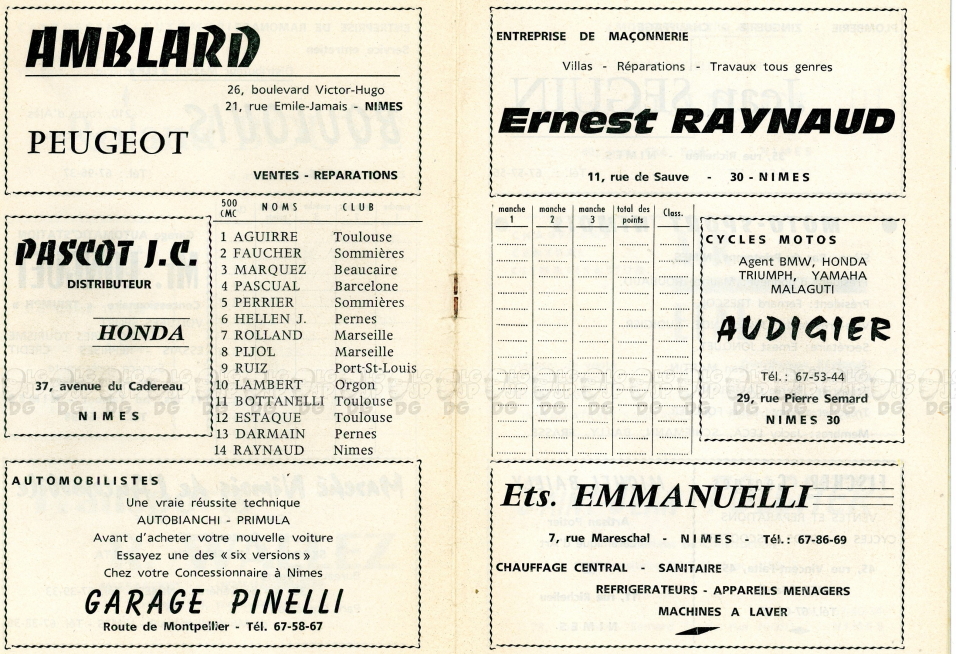 AMBLARD
26, boulevard Victor-Hugo
21, rue Emile-Jamais - NIMES
PEUGEOT
VENTES - REPARATIONS
PASCOT J.C.
DISTRIBUTEUR
HONDA
37, avenue du Cadereau
NIMES
500 CMC NOMS CLUB
1 AGUIRRE Toulouse
2 FAUCHER Sommières
3 MARQUEZ Beaucaire
4 PASCUAL Barcelone
5 PERRIER Sommières
6 HELLEN J. Pernes
7 ROLLAND Marseille
8 PIJOL Marseille
9 RUIZ Port-St-Louis
10 LAMBERT Orgon
11 BOTTANELLI Toulouse
12 ESTAQUE Toulouse
13 DARMAIN Pernes
14 RAYNAUD Nimes
AUTOMOBILISTES
Une vraie réussite technique
AUTOBIANCHI - PRIMULA
Avant d'acheter votre nouvelle voiture
Essayez une des « six versions »
Chez votre Concessionnaire à Nimes
GARAGE PINELLI
Route de Montpellier - Tél. 67-58-67
ENTREPRISE DE MAÇONNERIE
Villas - Réparations - Travaux tous genres
Ernest RAYNAUD
11, rue de Sauve - 30 - NIMES
manche 1 manche 2 manche 3 total des points Class.
CYCLES MOTOS
Agent BMW, HONDA
TRIUMPH, YAMAHA
MALAGUTI
AUDIGIER
Tél. : 67-53-44
29, rue Pierre Semard
NIMES 30
Ets. EMMANUELLI
7, rue Mareschal - NIMES - Tél. : 67-86-69
CHAUFFAGE CENTRAL - SANITAIRE
REFRIGERATEURS - APPAREILS MENAGERS
MACHINES A LAVER